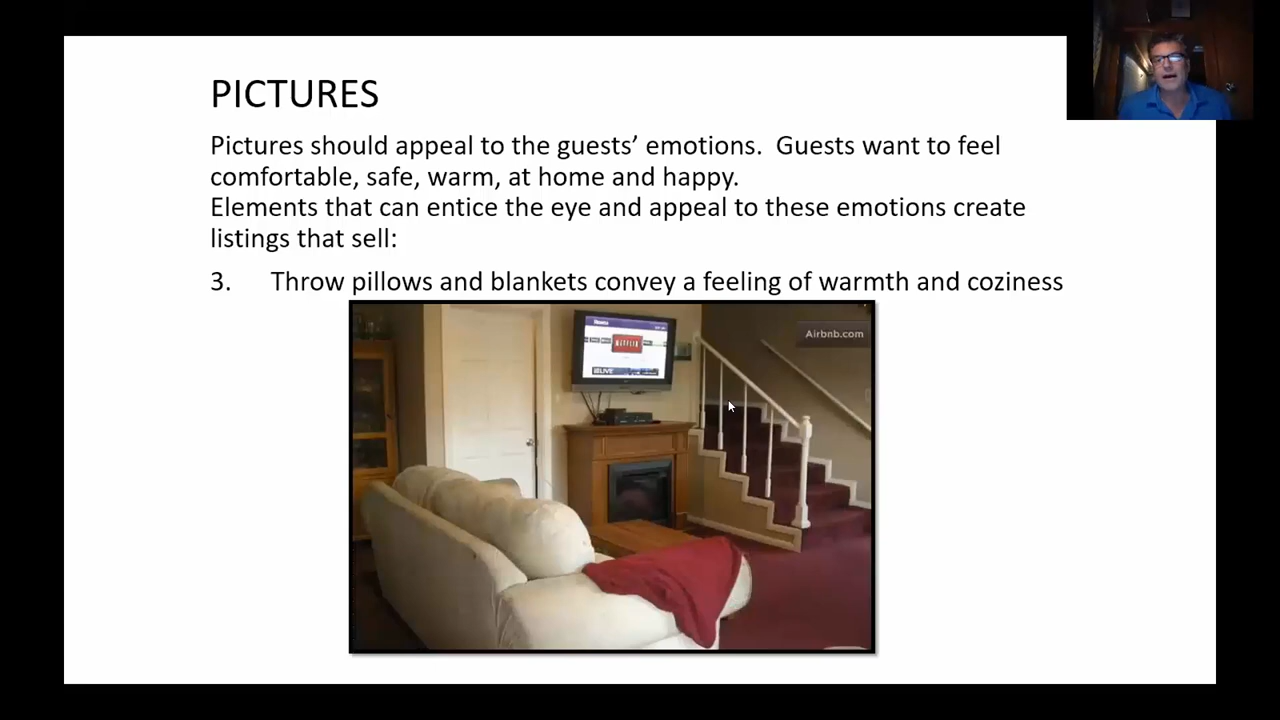 PICTURES
Pictures should appeal to the guests’ emotions.  Guests want to feel
comfortable, safe, warm, at home and happy.
Elements that can entice the eye and appeal to these emotions create
listings that sell:
3. Throw pillows and blankets convey a feeling of warmth and coziness
Airbnb.com
NETFLIX
LIVE